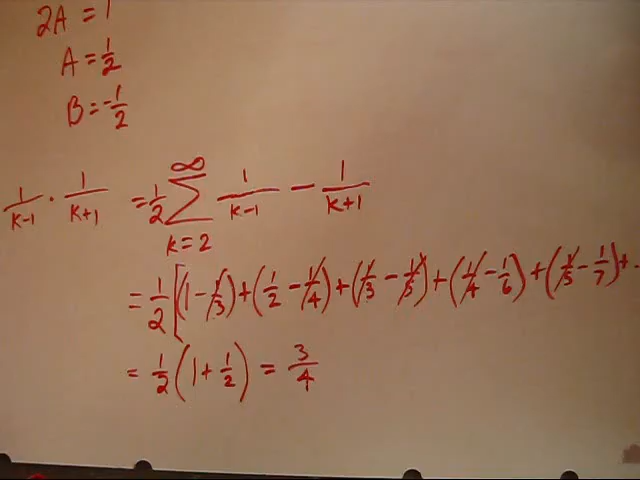 2A = 1
A = 1/2
B = -1/2
1/(k-1) · 1/(k+1) = 1/2 ∑_{k=2}^{∞} 1/(k-1) - 1/(k+1)
= 1/2 [(1 - 1/3) + (1/2 - 1/4) + (1/3 - 1/5) + (1/4 - 1/6) + (1/5 - 1/7) + .
= 1/2 (1 + 1/2) = 3/4